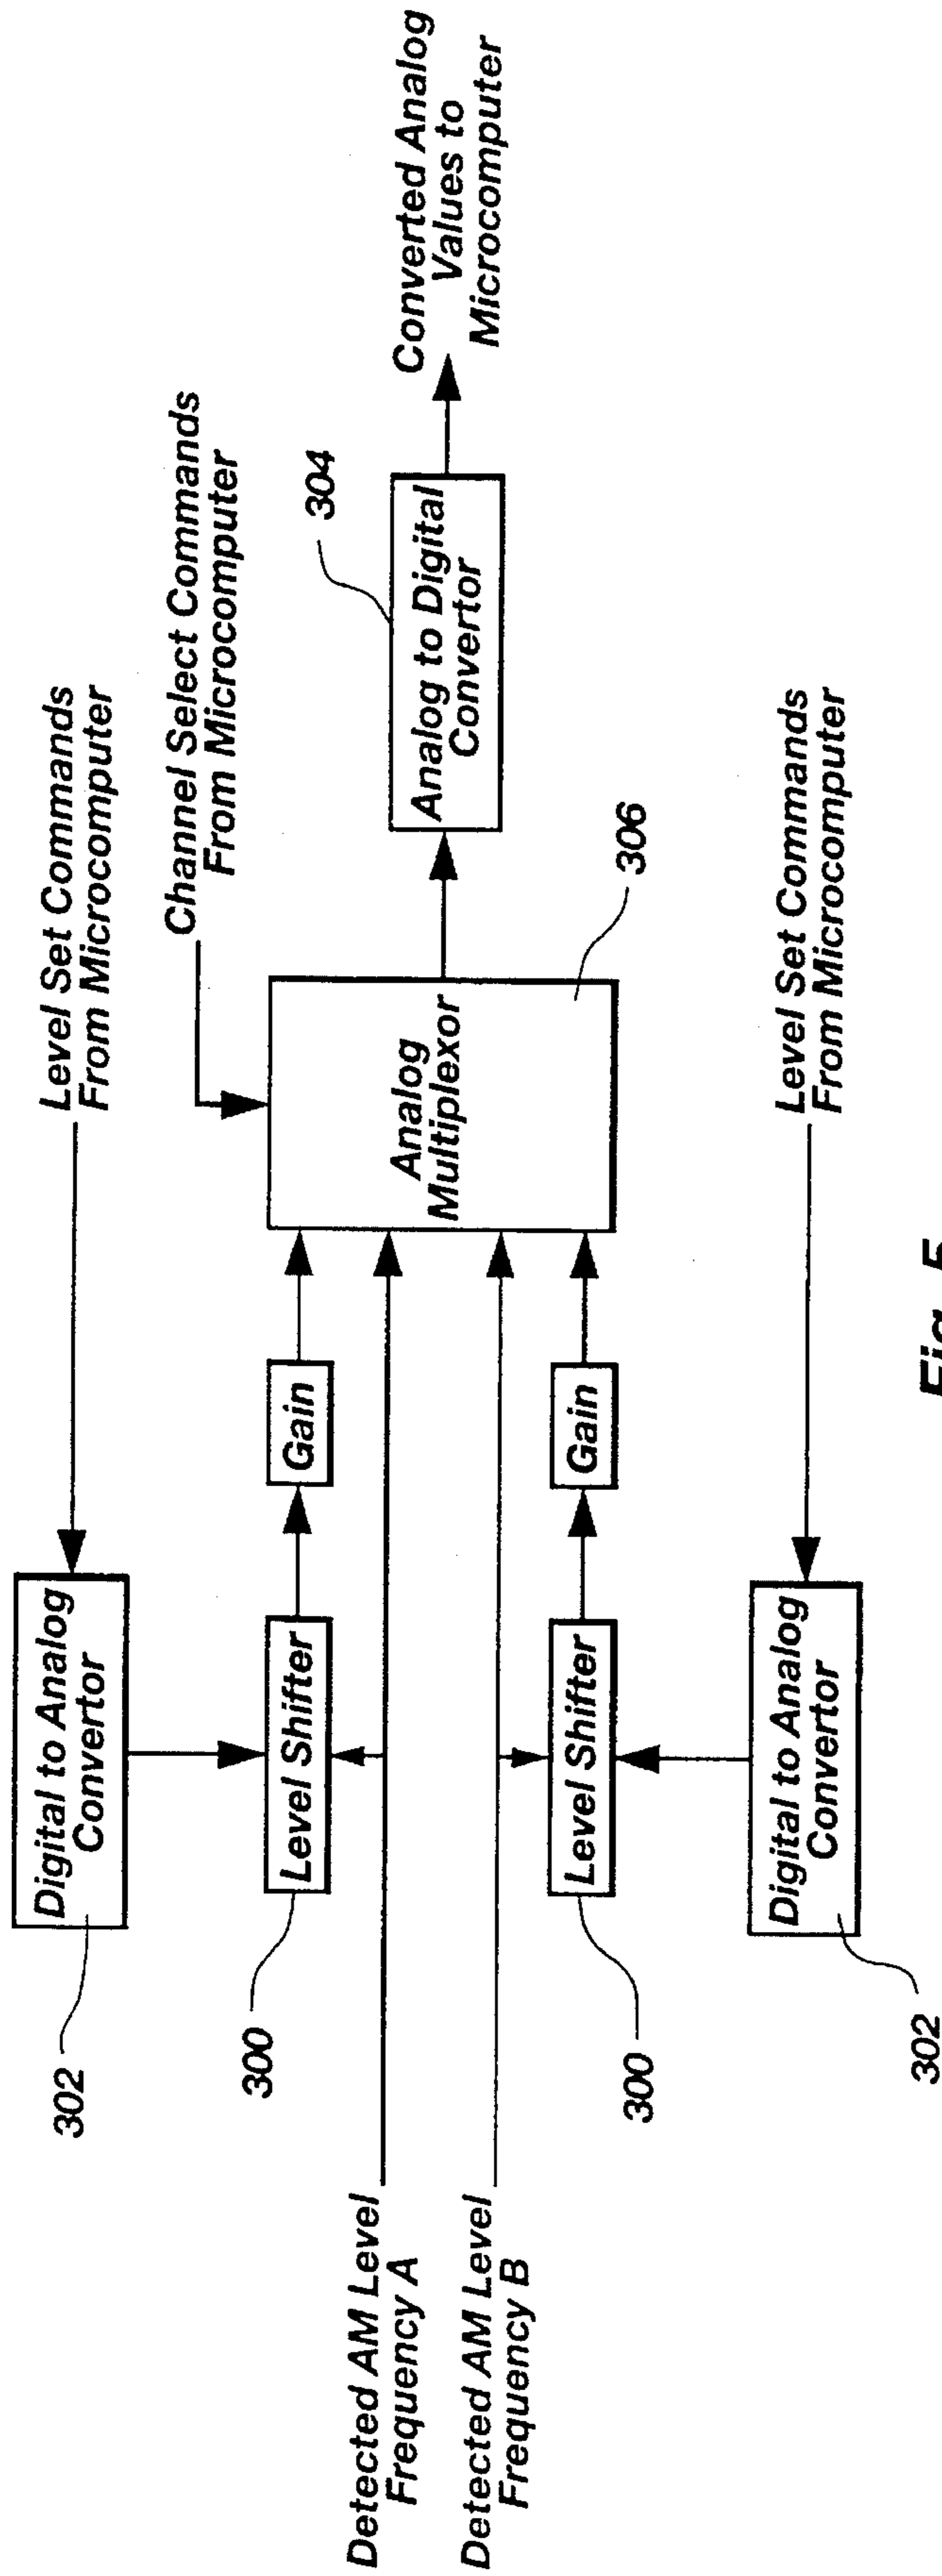 Level Set Commands
From Microcomputer
Digital to Analog
Convertor
302
Channel Select Commands
From Microcomputer
300
Level Shifter
Gain
Detected AM Level
Frequency A
Detected AM Level
Frequency B
Analog
Multiplexor
306
304
Analog to Digital
Convertor
Converted Analog
Values to
Microcomputer
300
Level Shifter
Gain
Level Set Commands
From Microcomputer
Digital to Analog
Convertor
302
Fig. 5